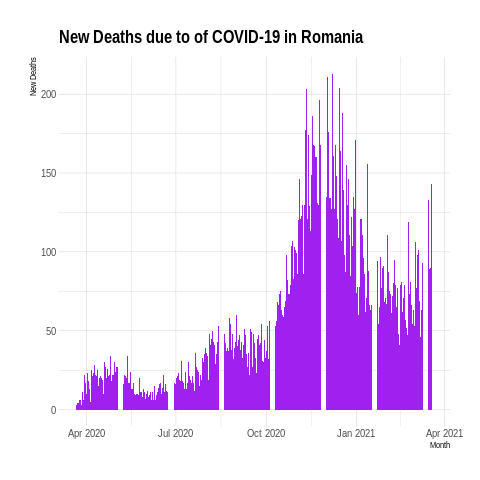 New Deaths due to of COVID-19 in Romania
New Deaths
200
150
100
50
0
Apr 2020
Jul 2020
Oct 2020
Jan 2021
Apr 2021
Month